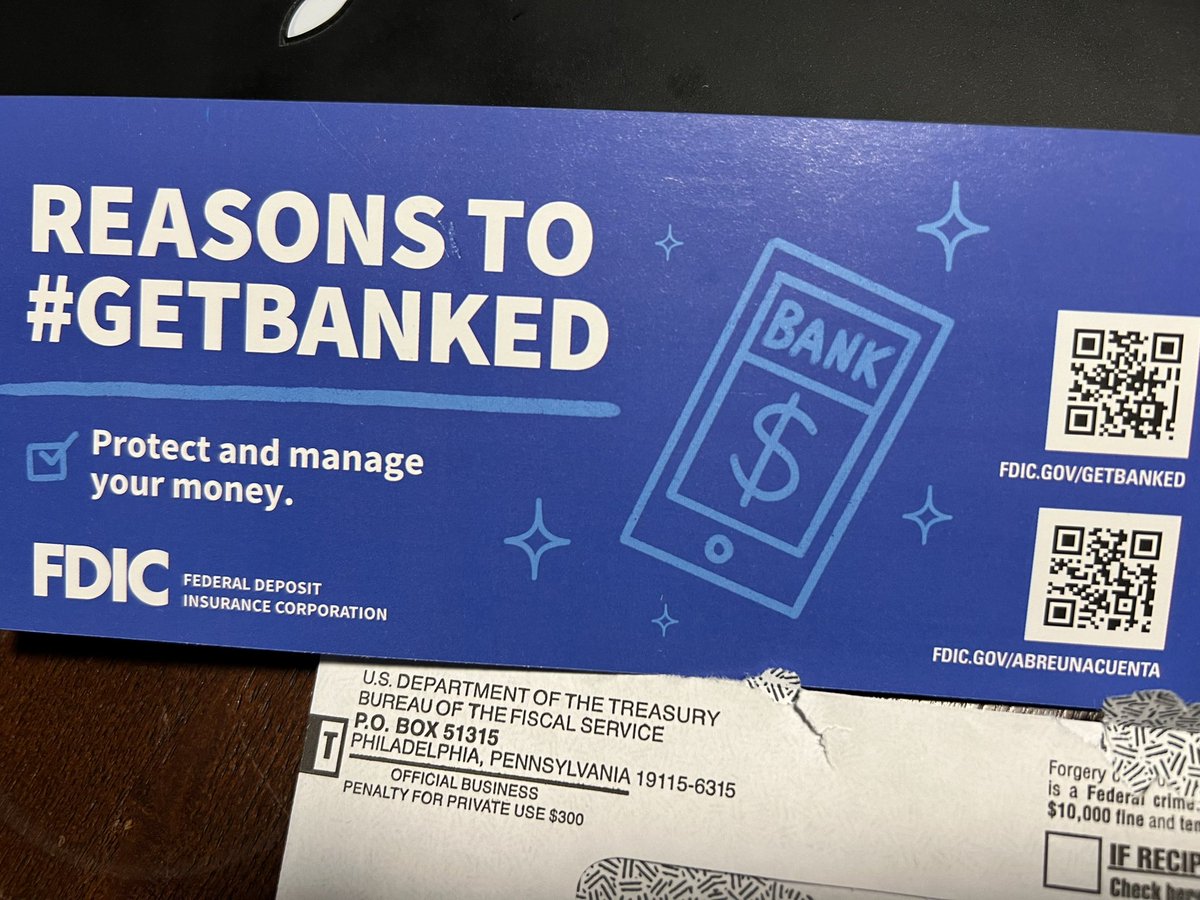 REASONS TO
#GETBANKED
Protect and manage
your money.
FDIC
FEDERAL DEPOSIT
INSURANCE CORPORATION
BANK
$
FDIC.GOV/GETBANKED
FDIC.GOV/ABREUNACUENTA
U.S. DEPARTMENT OF THE TREASURY
BUREAU OF THE FISCAL SERVICE
T
P.O. BOX 51315
PHILADELPHIA, PENNSYLVANIA 19115-6315
OFFICIAL BUSINESS
PENALTY FOR PRIVATE USE $300
Forgery
is a Federal crime.
$10,000 fine and
IF
Check